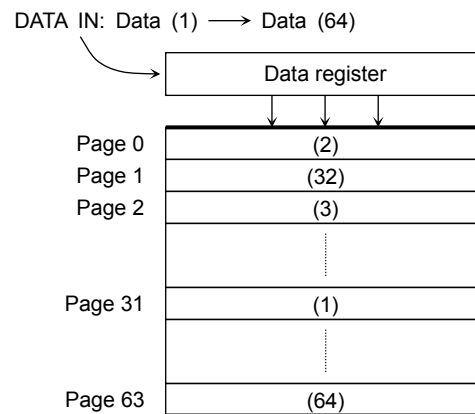 DATA IN: Data (1) → Data (64)
Data register
Page 0 (2)
Page 1 (32)
Page 2 (3)
Page 31 (1)
Page 63 (64)